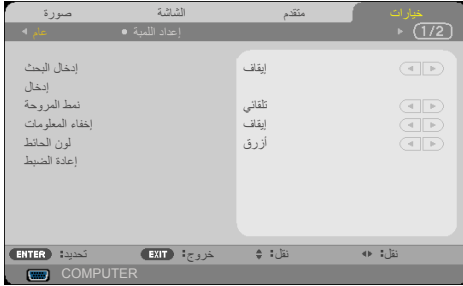 صورة الشاشة متقدم خيارات
عام ● إعداد اللمبة (1/2)
إدخال البحث إيقاف
إدخال
نمط المروحة تلقائي
إخفاء المعلومات إيقاف
لون الحائط أزرق
إعادة الضبط
ENTER تحديد: EXIT خروج: نقل: نقل:
COMPUTER